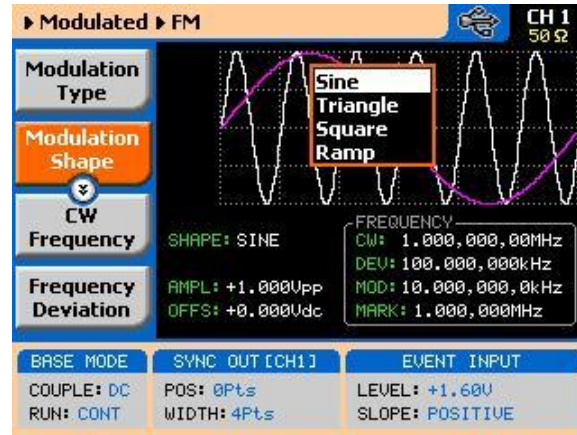 ▸ Modulated ▸ FM
CH 1
50 Ω
Modulation
Type
Modulation
Shape
CW
Frequency
Frequency
Deviation
Sine
Triangle
Square
Ramp
SHAPE: SINE
AMPL: +1.000Vpp
OFFS: +0.000Vdc
FREQUENCY
CW: 1.000,000,00MHz
DEV: 100.000,000kHz
MOD: 10.000,000,0kHz
MARK: 1.000,000MHz
BASE MODE
COUPLE: DC
RUN: CONT
SYNC OUT [CH1]
POS: 0Pts
WIDTH: 4Pts
EVENT INPUT
LEVEL: +1.60V
SLOPE: POSITIVE